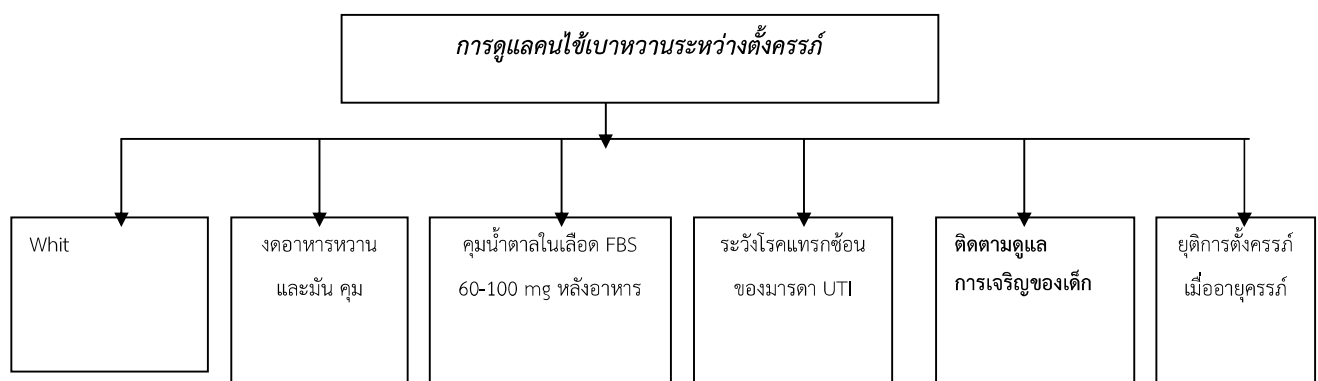 การดูแลคนไข้เบาหวานระหว่างตั้งครรภ์
Whit
งดอาหารหวาน
และมัน คุม
คุมน้ำตาลในเลือด FBS
60-100 mg หลังอาหาร
ระวังโรคแทรกซ้อน
ของมารดา UTI
ติดตามดูแล
การเจริญของเด็ก
ยุติการตั้งครรภ์
เมื่ออายุครรภ์